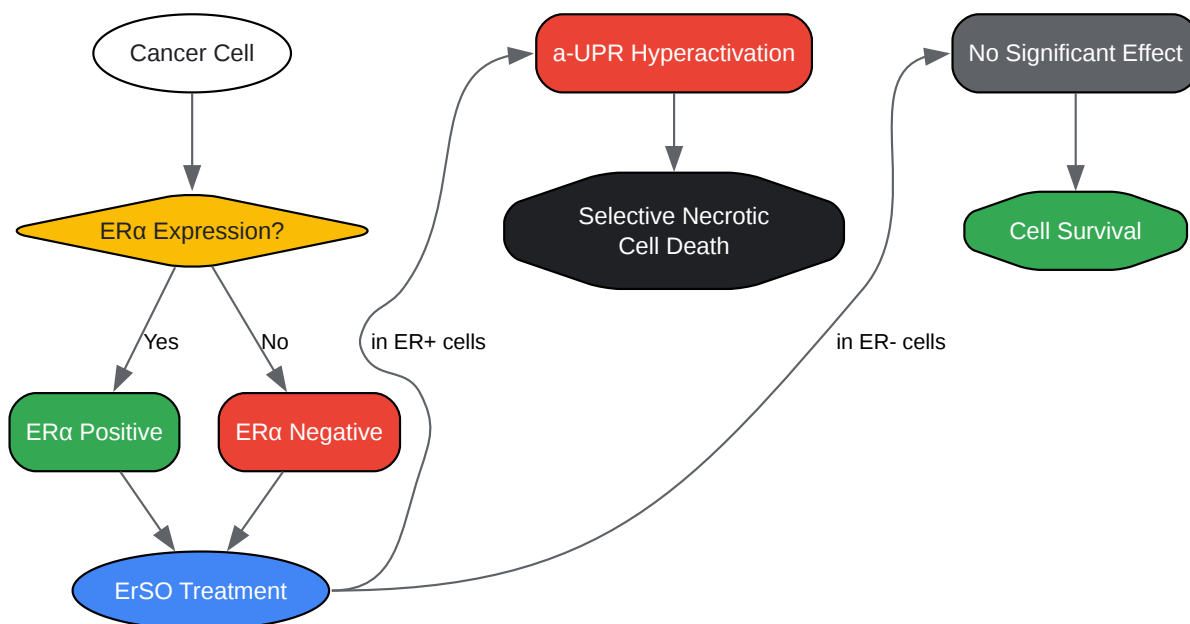 Cancer Cell
a-UPR Hyperactivation
No Significant Effect
ERα Expression?
Selective Necrotic
Cell Death
Cell Survival
Yes
No
in ER+ cells
in ER- cells
ERα Positive
ERα Negative
ErSO Treatment